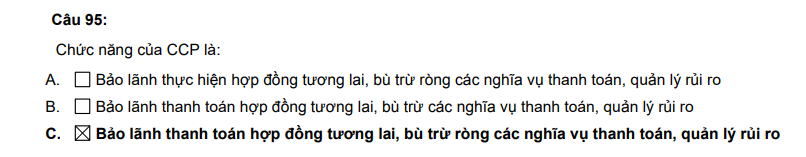 Câu 95:
Chức năng của CCP là:
A. ☐ Bảo lãnh thực hiện hợp đồng tương lai, bù trừ ròng các nghĩa vụ thanh toán, quản lý rủi ro
B. ☐ Bảo lãnh thanh toán hợp đồng tương lai, bù trừ các nghĩa vụ thanh toán, quản lý rủi ro
C. ☒ Bảo lãnh thanh toán hợp đồng tương lai, bù trừ ròng các nghĩa vụ thanh toán, quản lý rủi ro